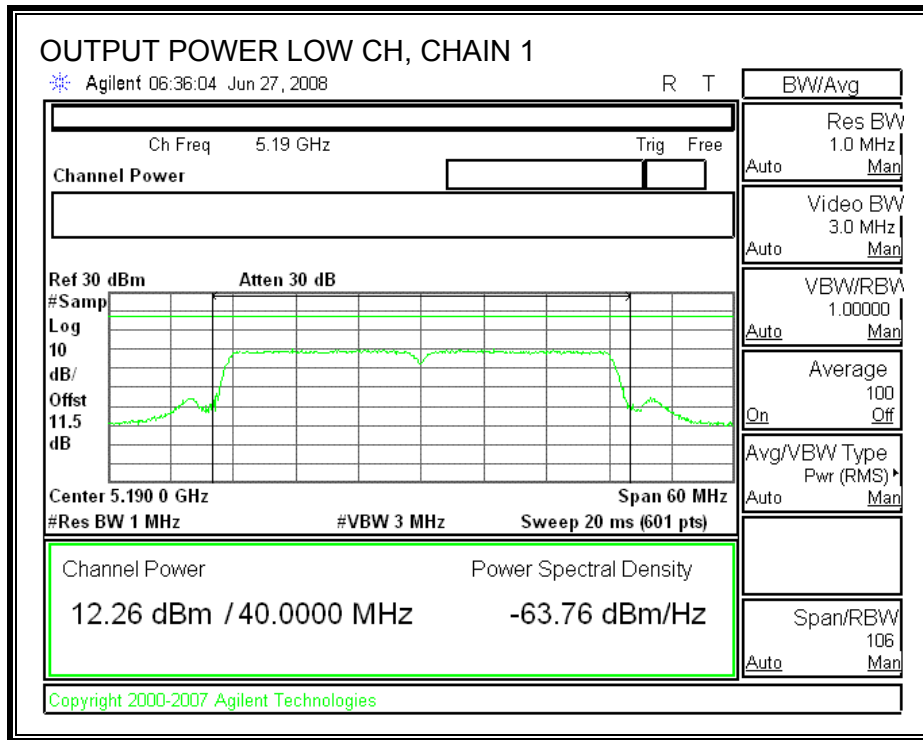 OUTPUT POWER LOW CH, CHAIN 1
Agilent 06:36:04 Jun 27, 2008 R T
Ch Freq 5.19 GHz Trig Free
Channel Power
Ref 30 dBm Atten 30 dB
#Samp
Log
10
dB/
Offst
11.5
dB
Center 5.190 0 GHz Span 60 MHz
#Res BW 1 MHz #VBW 3 MHz Sweep 20 ms (601 pts)
Channel Power Power Spectral Density
12.26 dBm / 40.0000 MHz -63.76 dBm/Hz
Copyright 2000-2007 Agilent Technologies
BW/Avg
Res BW
1.0 MHz
Auto Man
Video BW
3.0 MHz
Auto Man
VBW/RBW
1.00000
Auto Man
Average
100
On Off
Avg/VBW Type
Pwr (RMS)
Auto Man
Span/RBW
106
Auto Man